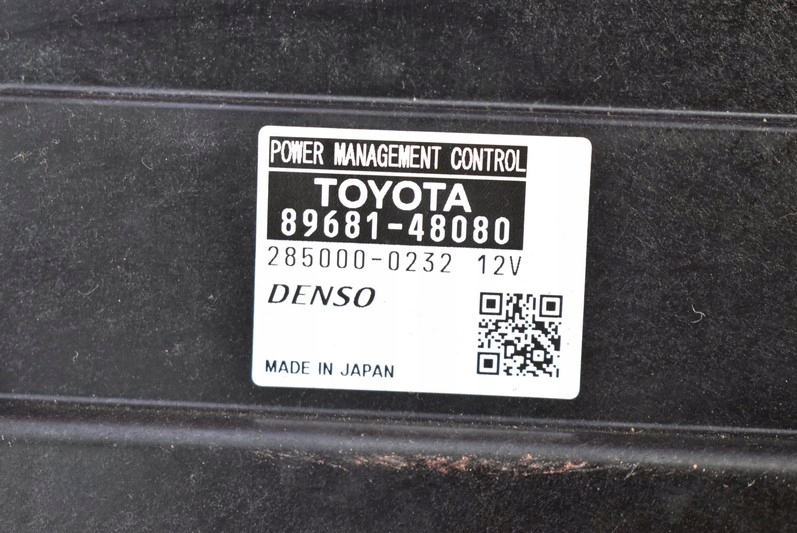 POWER MANAGEMENT CONTROL
TOYOTA
89681-48080
285000-0232 12V
DENSO
MADE IN JAPAN